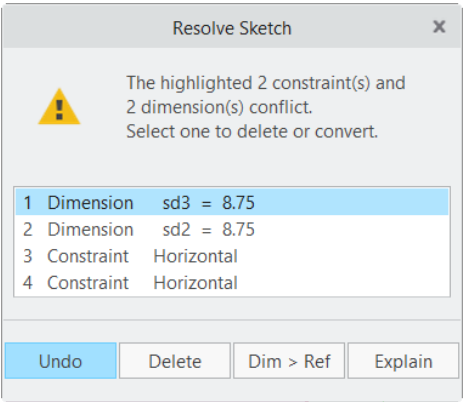 Resolve Sketch
The highlighted 2 constraint(s) and
2 dimension(s) conflict.
Select one to delete or convert.
1 Dimension sd3 = 8.75
2 Dimension sd2 = 8.75
3 Constraint Horizontal
4 Constraint Horizontal
Undo Delete Dim > Ref Explain